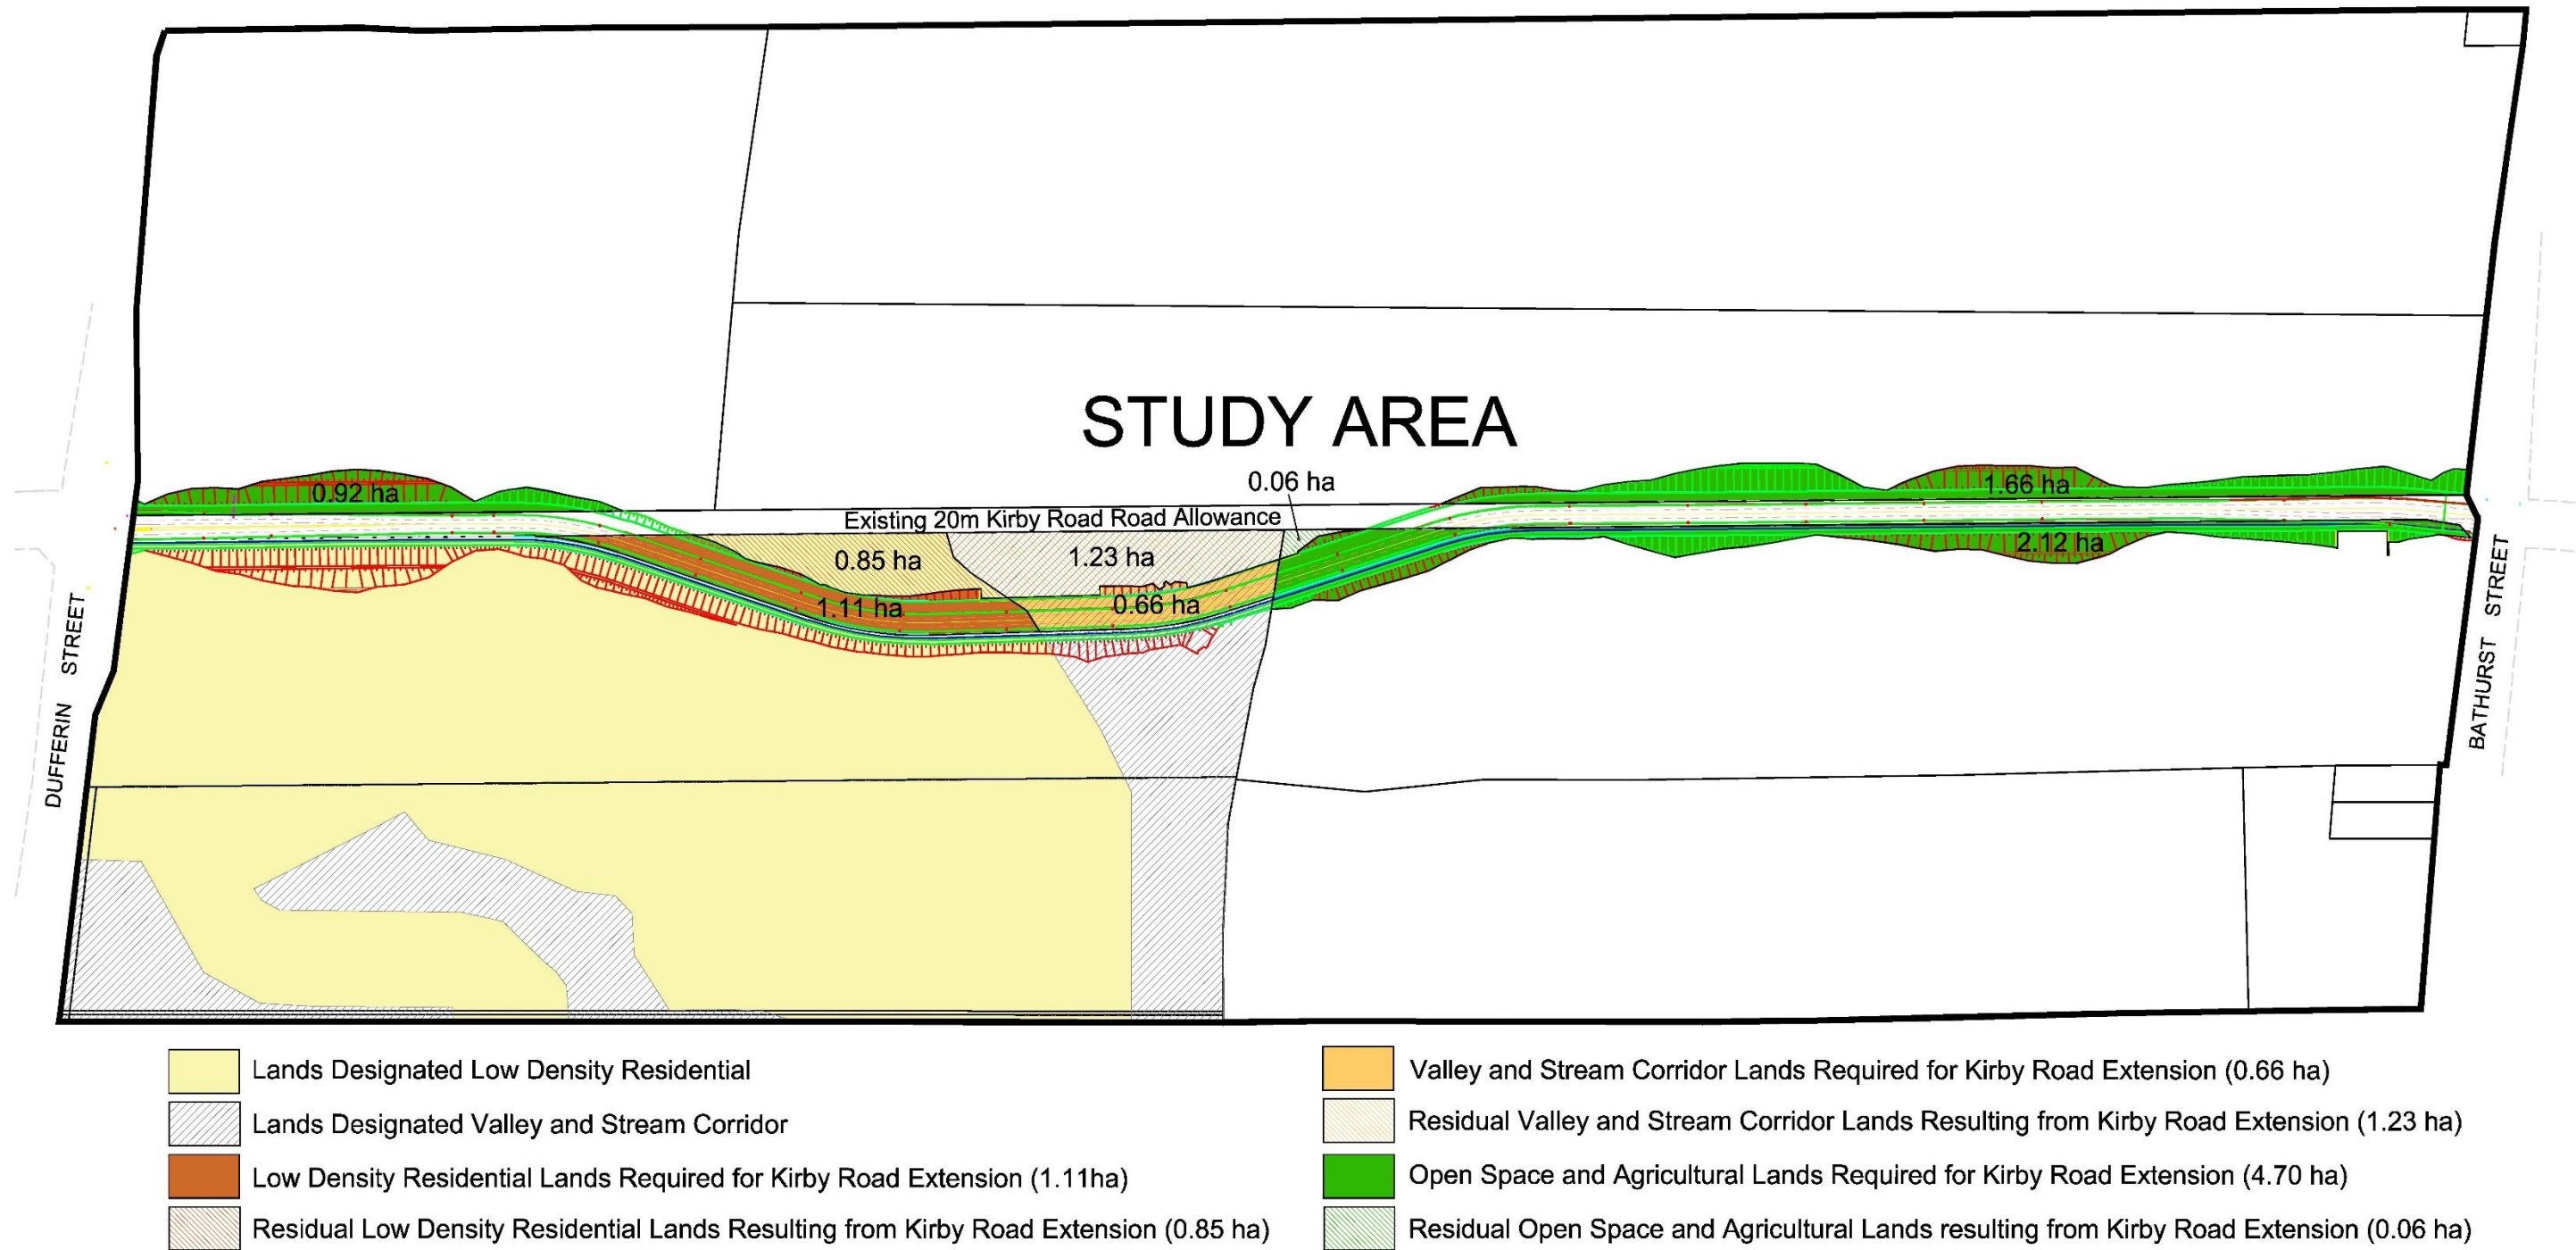 STUDY AREA
0.06 ha
0.92 ha
1.66 ha
Existing 20m Kirby Road Road Allowance
0.85 ha
1.23 ha
2.12 ha
1.11 ha
0.66 ha
DUFFERIN STREET
BATHURST STREET
Lands Designated Low Density Residential
Lands Designated Valley and Stream Corridor
Low Density Residential Lands Required for Kirby Road Extension (1.11ha)
Residual Low Density Residential Lands Resulting from Kirby Road Extension (0.85 ha)
Valley and Stream Corridor Lands Required for Kirby Road Extension (0.66 ha)
Residual Valley and Stream Corridor Lands Resulting from Kirby Road Extension (1.23 ha)
Open Space and Agricultural Lands Required for Kirby Road Extension (4.70 ha)
Residual Open Space and Agricultural Lands resulting from Kirby Road Extension (0.06 ha)